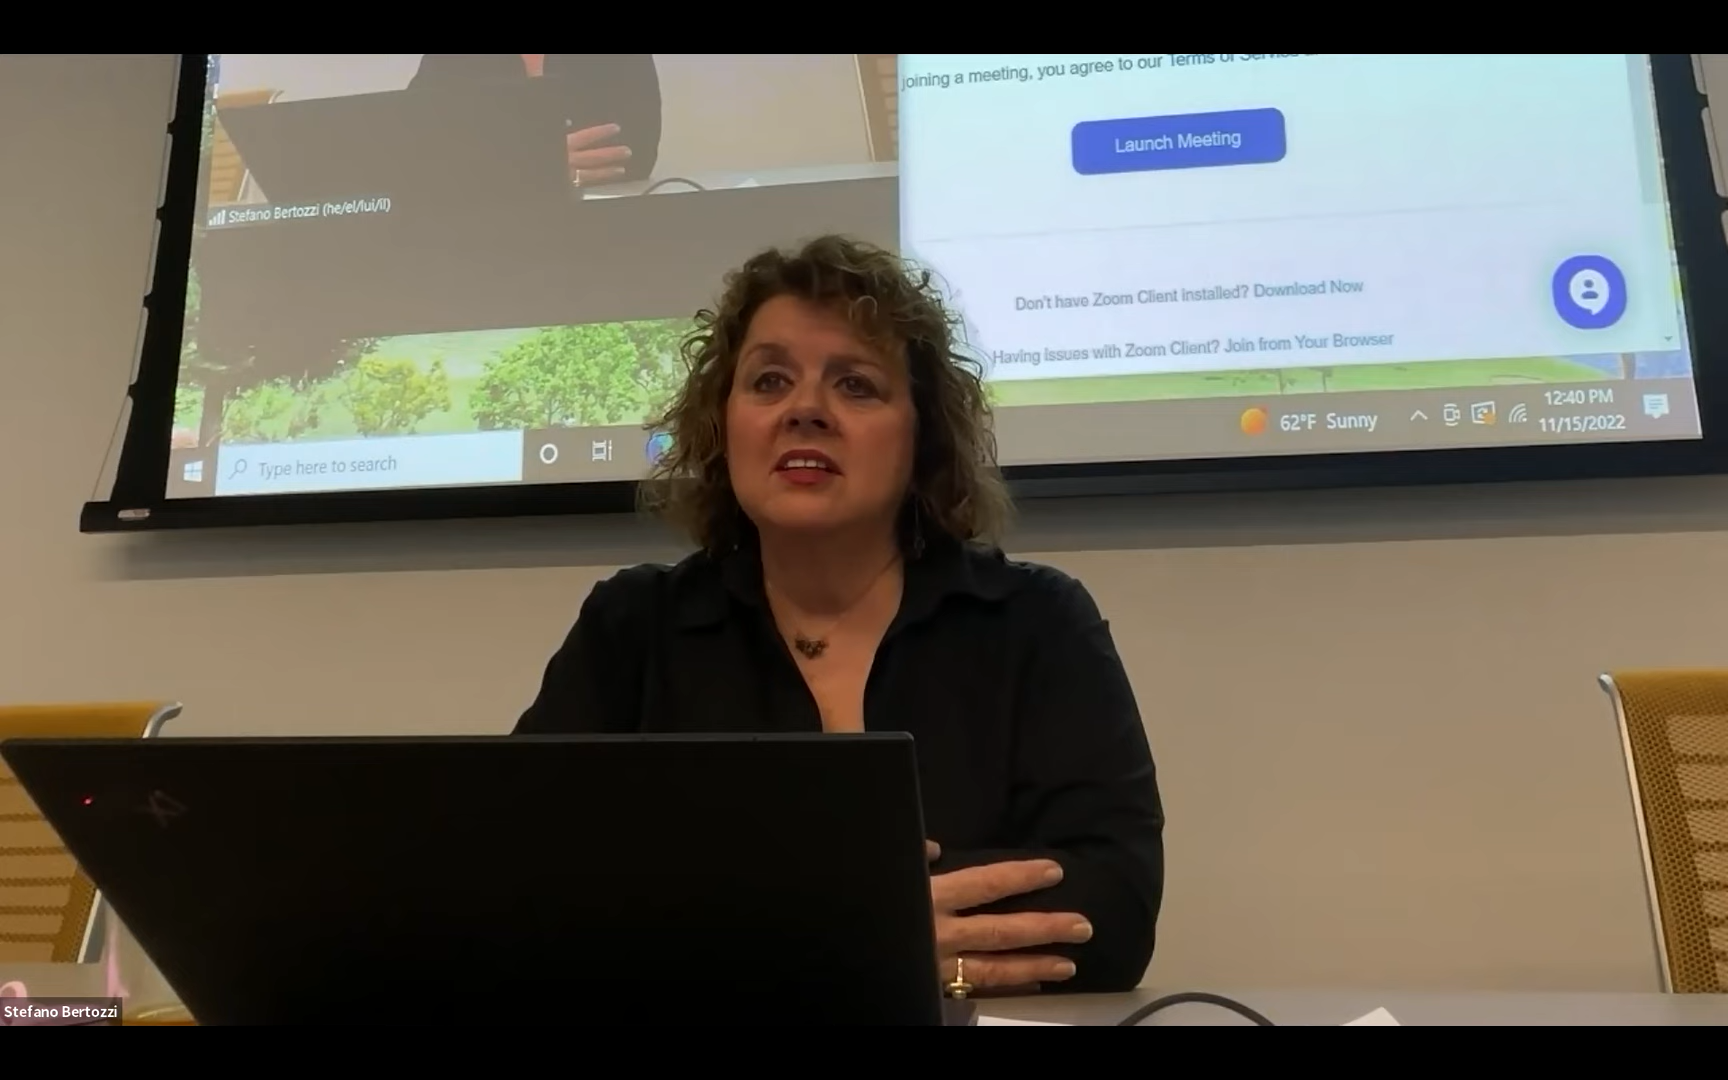 joining a meeting, you agree to our Terms of Service
Launch Meeting
Stefano Bertozzi (he/el/lui/il)
Don't have Zoom Client installed? Download Now
Having issues with Zoom Client? Join from Your Browser
12:40 PM
62°F Sunny
11/15/2022
Type here to search
Stefano Bertozzi